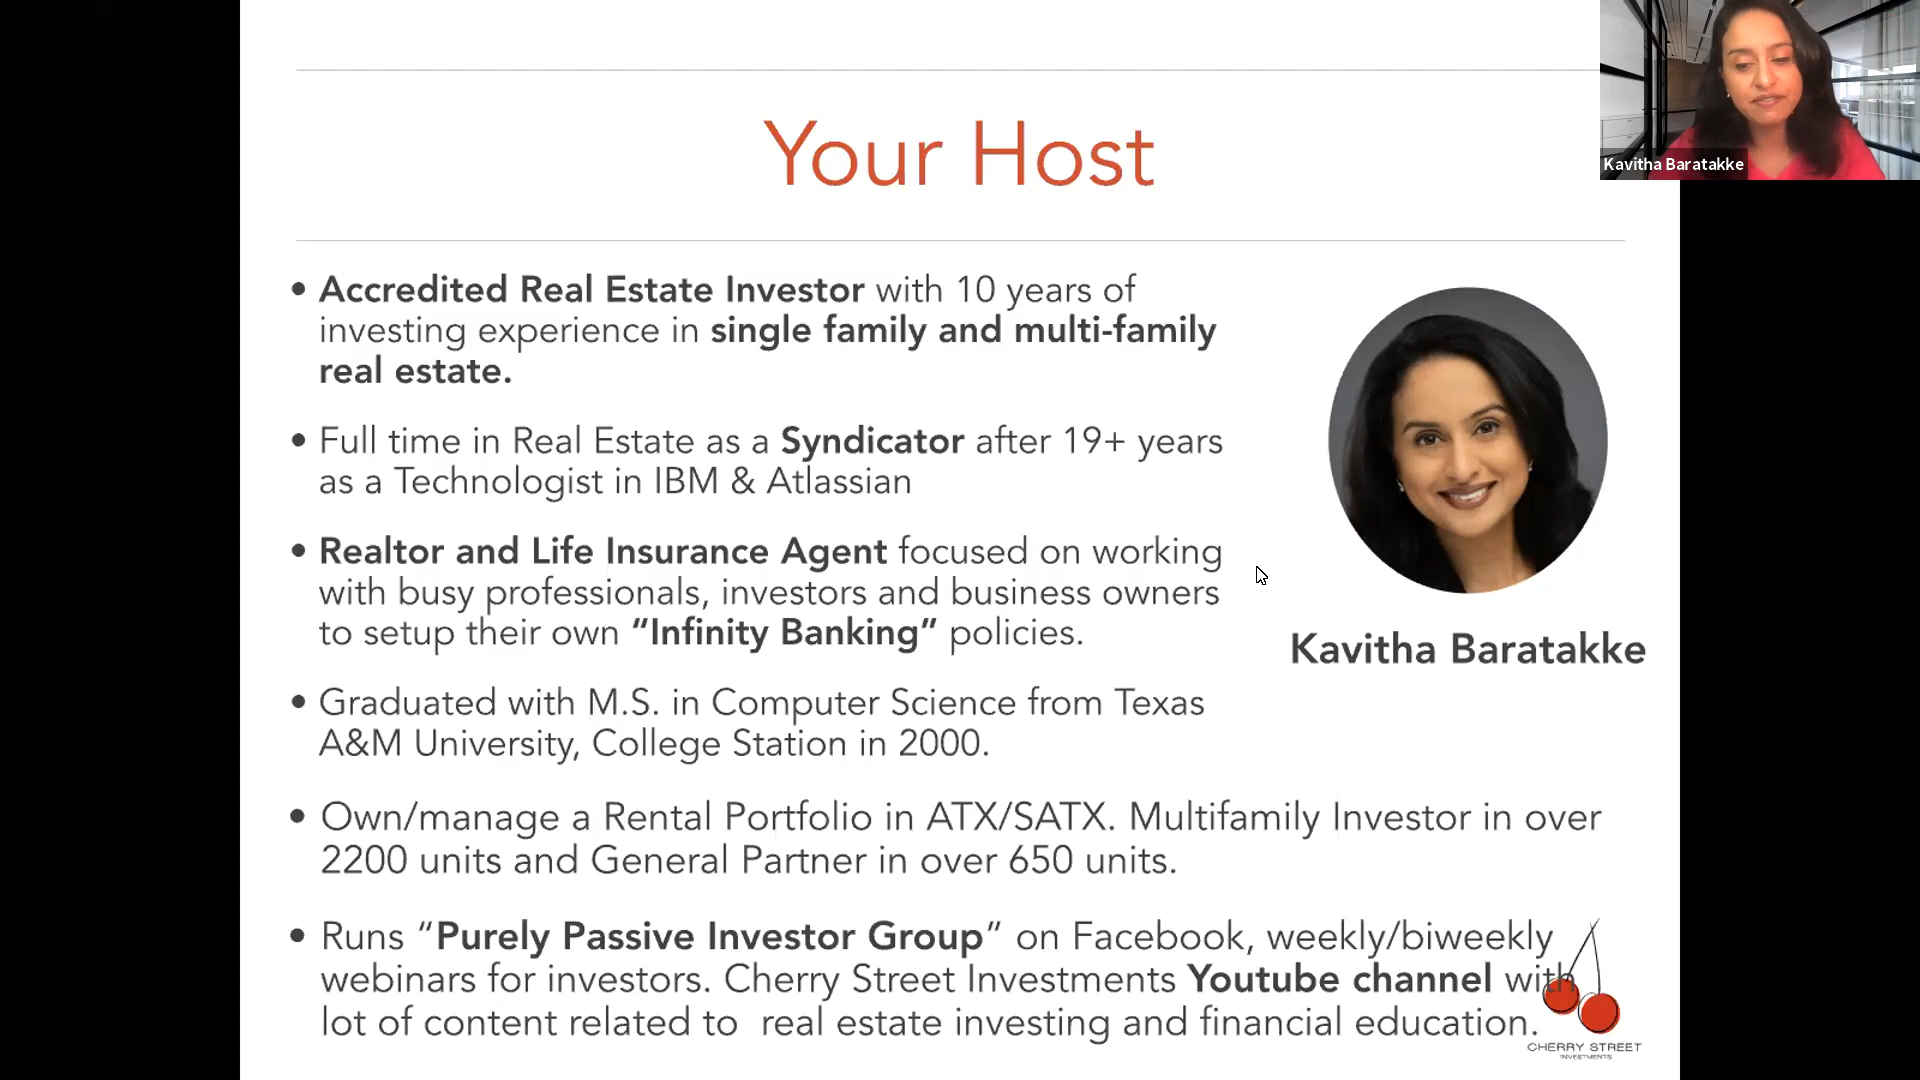 Your Host
Kavitha Baratakke
• Accredited Real Estate Investor with 10 years of
investing experience in single family and multi-family
real estate.
• Full time in Real Estate as a Syndicator after 19+ years
as a Technologist in IBM & Atlassian
• Realtor and Life Insurance Agent focused on working
with busy professionals, investors and business owners
to setup their own “Infinity Banking” policies.
Kavitha Baratakke
• Graduated with M.S. in Computer Science from Texas
A&M University, College Station in 2000.
• Own/manage a Rental Portfolio in ATX/SATX. Multifamily Investor in over
2200 units and General Partner in over 650 units.
• Runs “Purely Passive Investor Group” on Facebook, weekly/biweekly
webinars for investors. Cherry Street Investments Youtube channel with
lot of content related to  real estate investing and financial education.
CHERRY STREET
INVESTMENTS